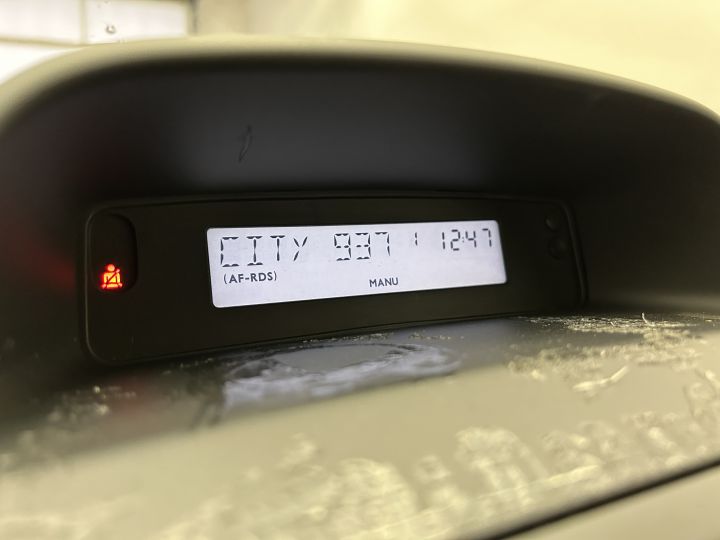 CITY 937 ' 12:47
(AF-RDS) MANU